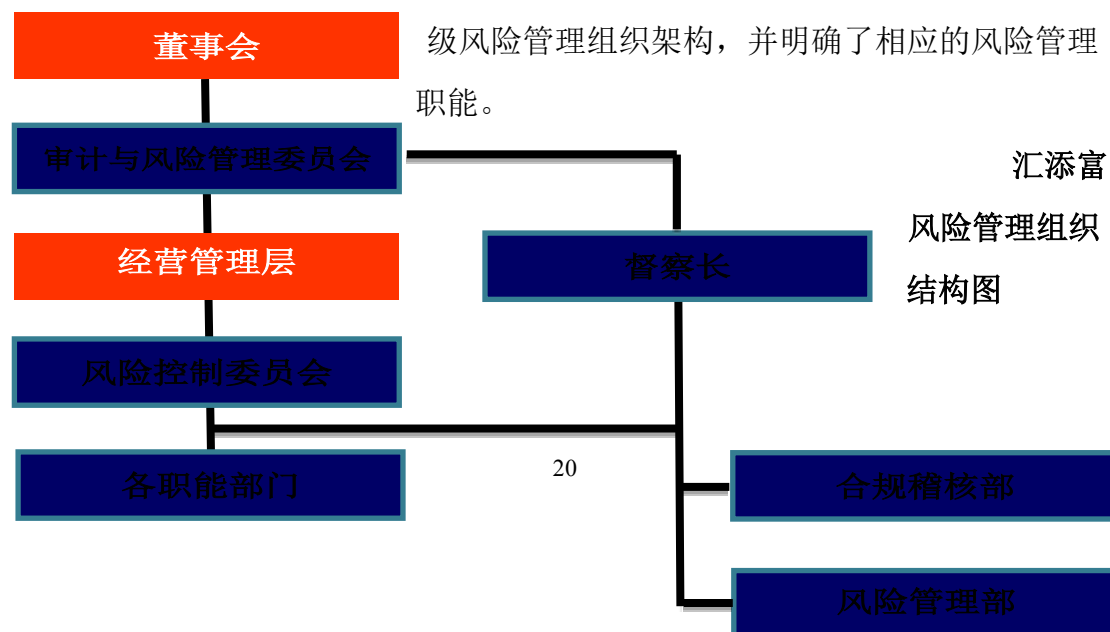 董事会
级风险管理组织架构，并明确了相应的风险管理
职能。
审计与风险管理委员会
汇添富
风险管理组织
结构图
经营管理层
督察长
风险控制委员会
各职能部门
20
合规稽核部
风险管理部